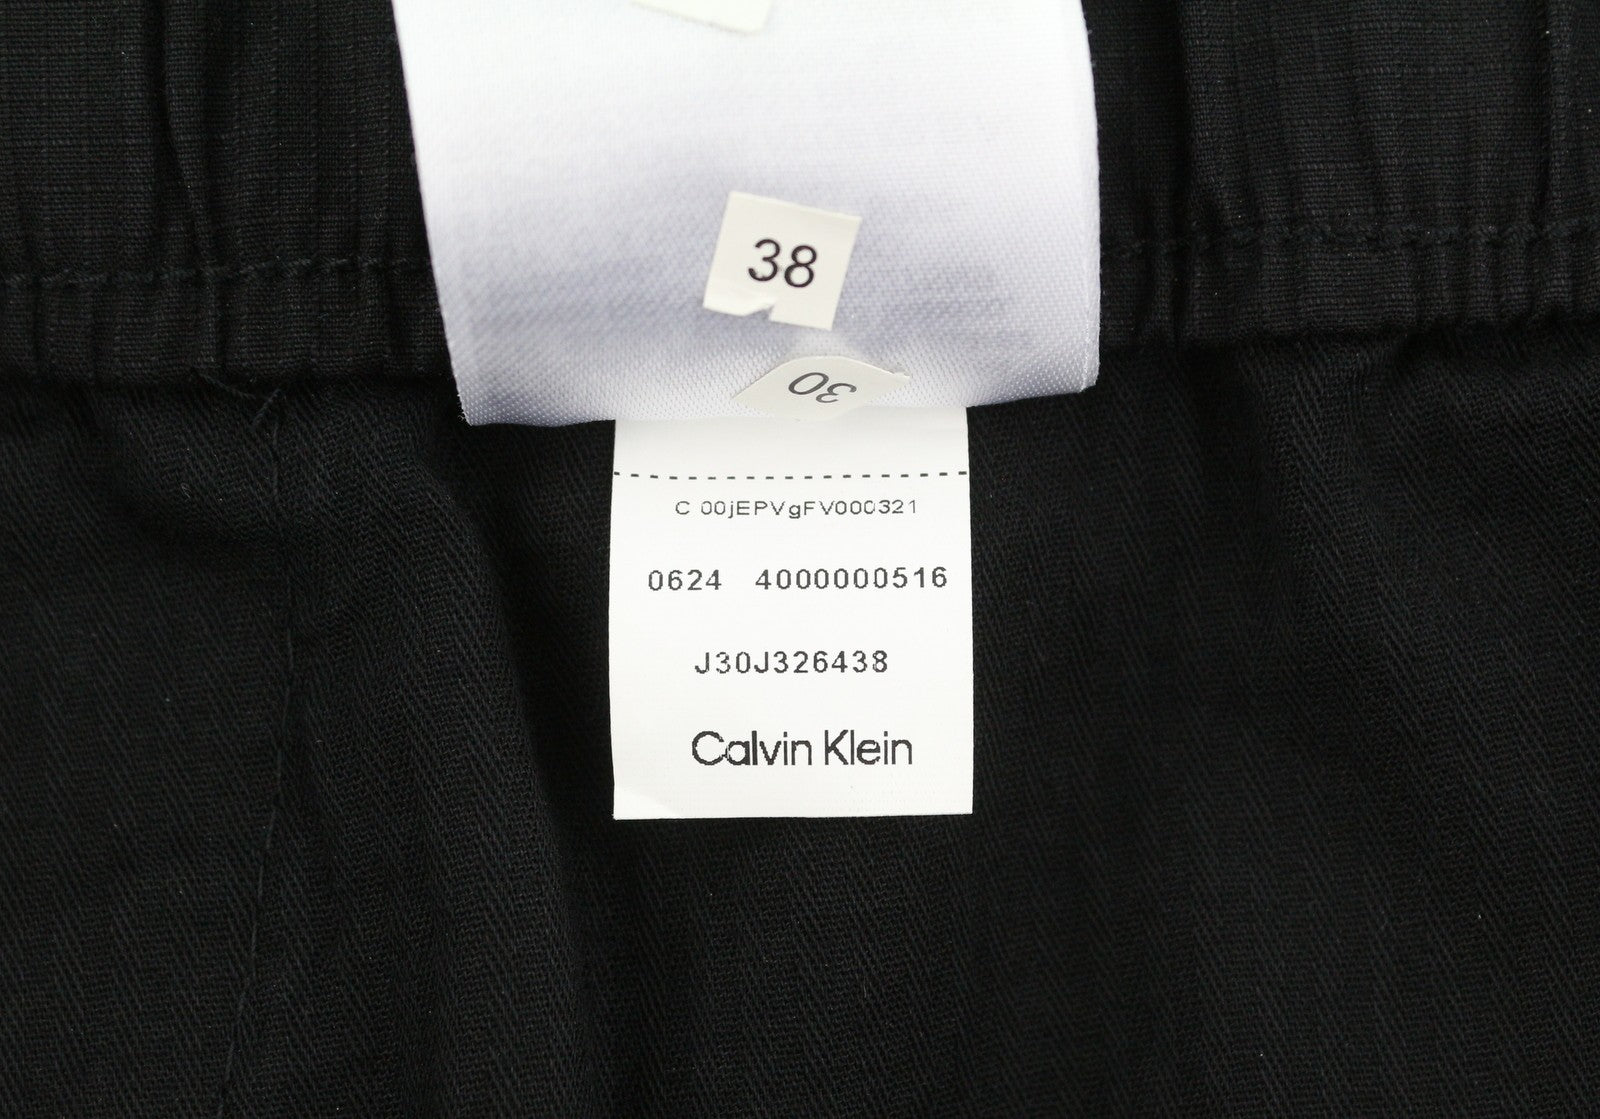 38
30
C 00jEPVgFV000321
0624 4000000516
J30J326438
Calvin Klein